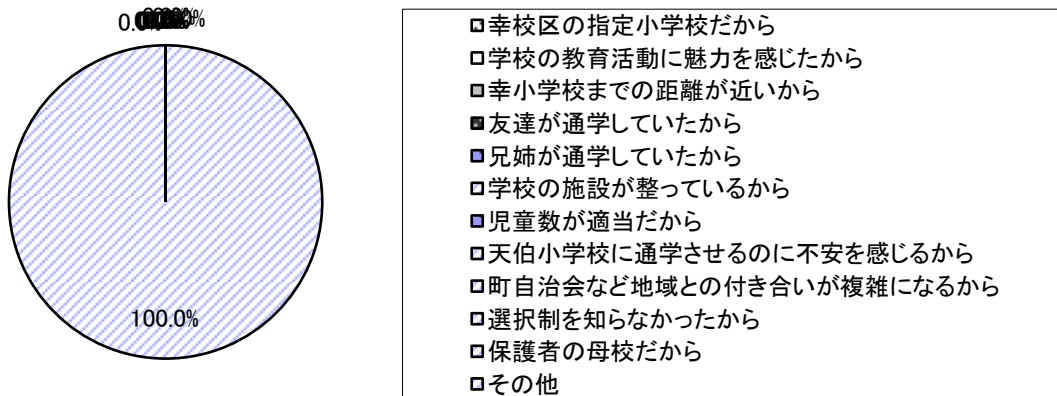 0.0%
100.0%
幸校区の指定小学校だから
学校の教育活動に魅力を感じたから
幸小学校までの距離が近いから
友達が通学していたから
兄姉が通学していたから
学校の施設が整っているから
児童数が適当だから
天伯小学校に通学させるのに不安を感じるから
町自治会など地域との付き合いが複雑になるから
選択制を知らなかったから
保護者の母校だから
その他